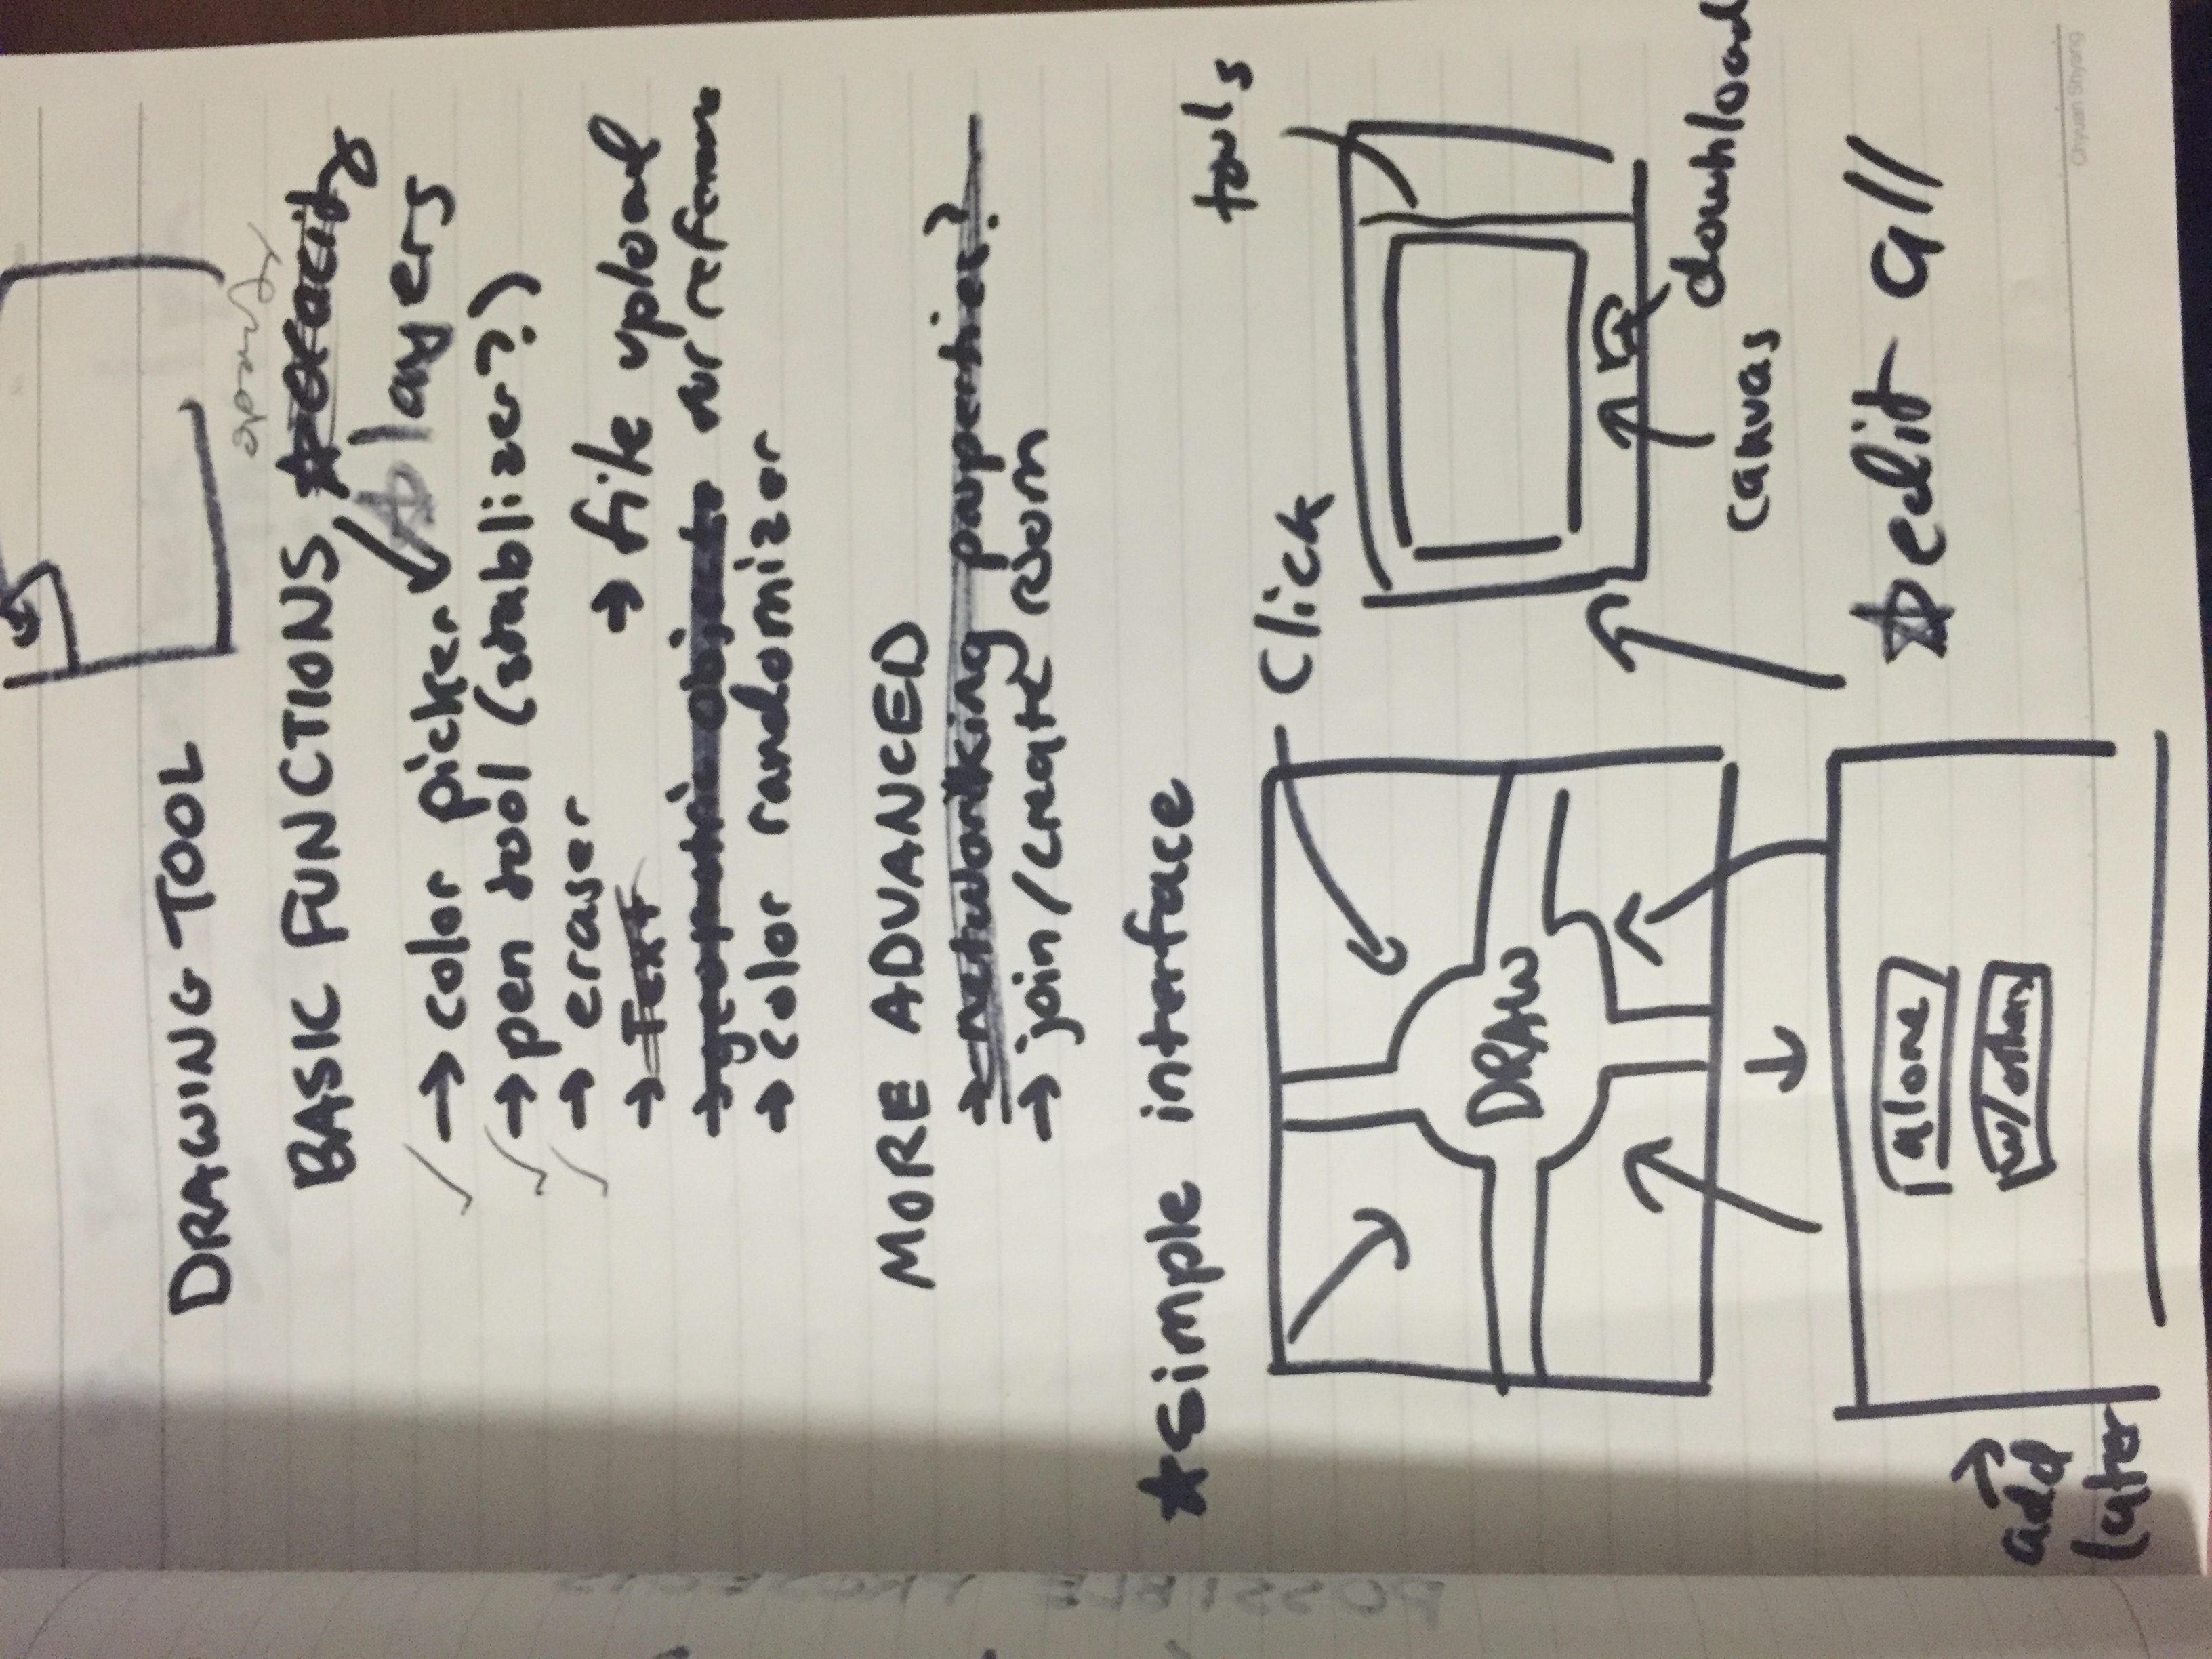 DRAWING TOOL
opacity
BASIC FUNCTIONS ★ opacity
☆ layers
✓ → color picker
✓ → pen tool (stablizer?)
✓ → eraser
→ Text
→ file upload
→ geometric objects
for reference
→ color randomizer
MORE ADVANCED
→ networking properties?
→ join/create room
★ simple interface
tools
Click
DRAW
download
canvas
☆ edit all
alone
w/others
add
later
Chyuan Shyang